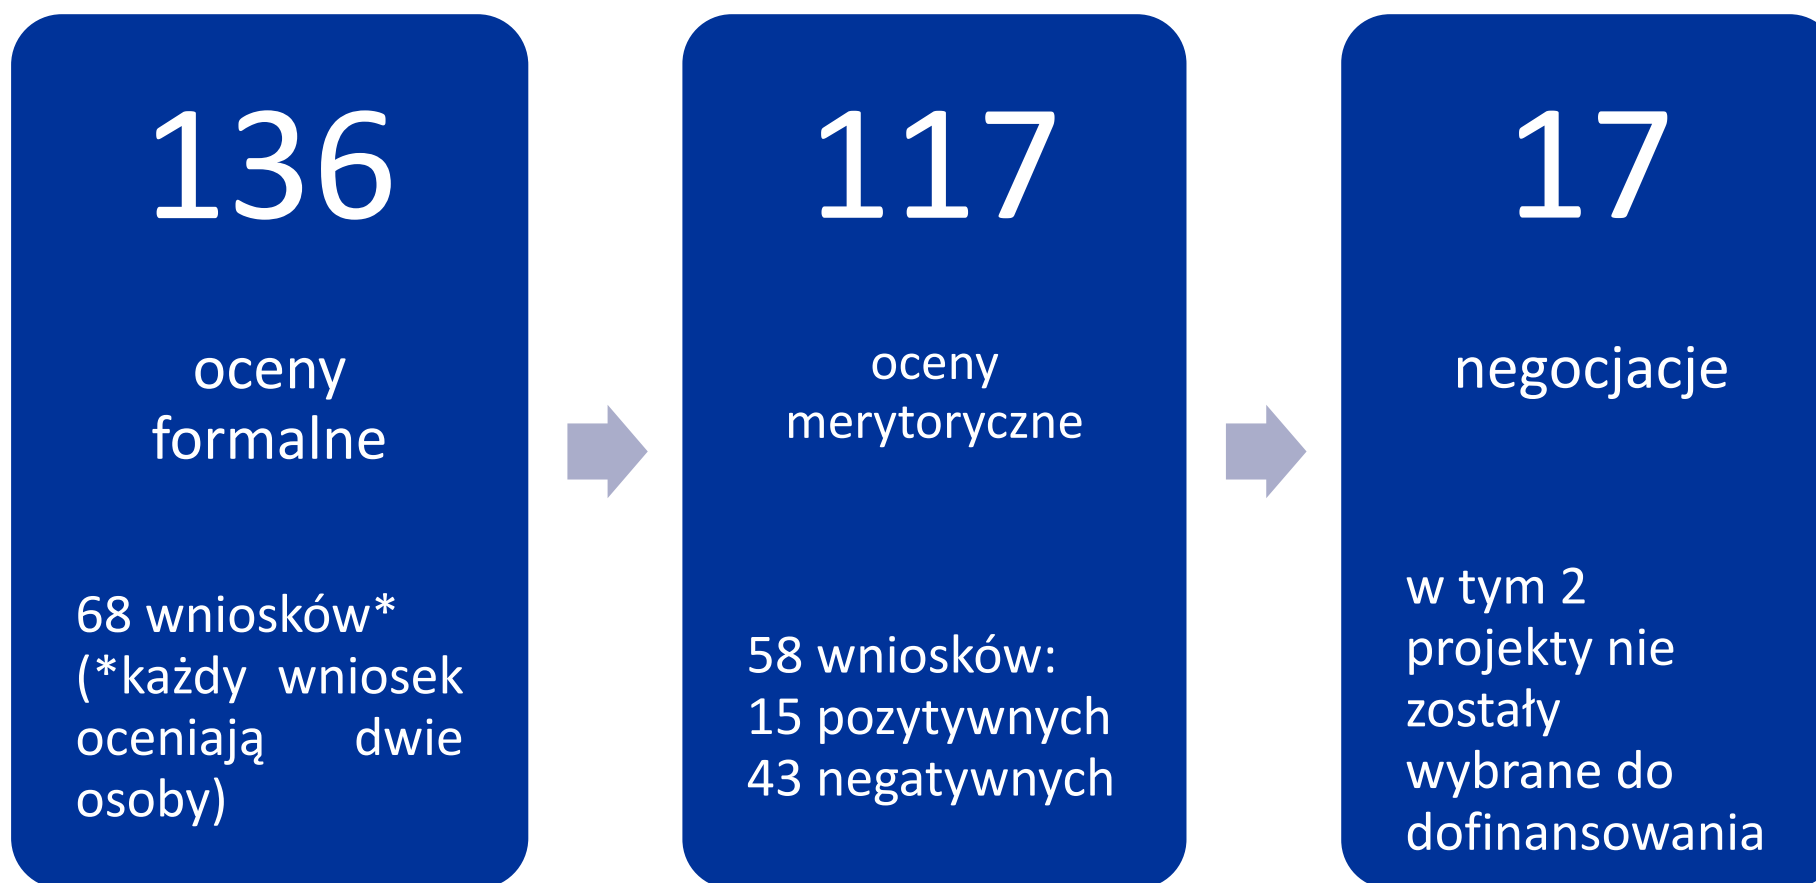 136
oceny
formalne
68 wniosków*
(*każdy wniosek
oceniają dwie
osoby)
117
oceny
merytoryczne
58 wniosków:
15 pozytywnych
43 negatywnych
17
negocjacje
w tym 2
projekty nie
zostały
wybrane do
dofinansowania